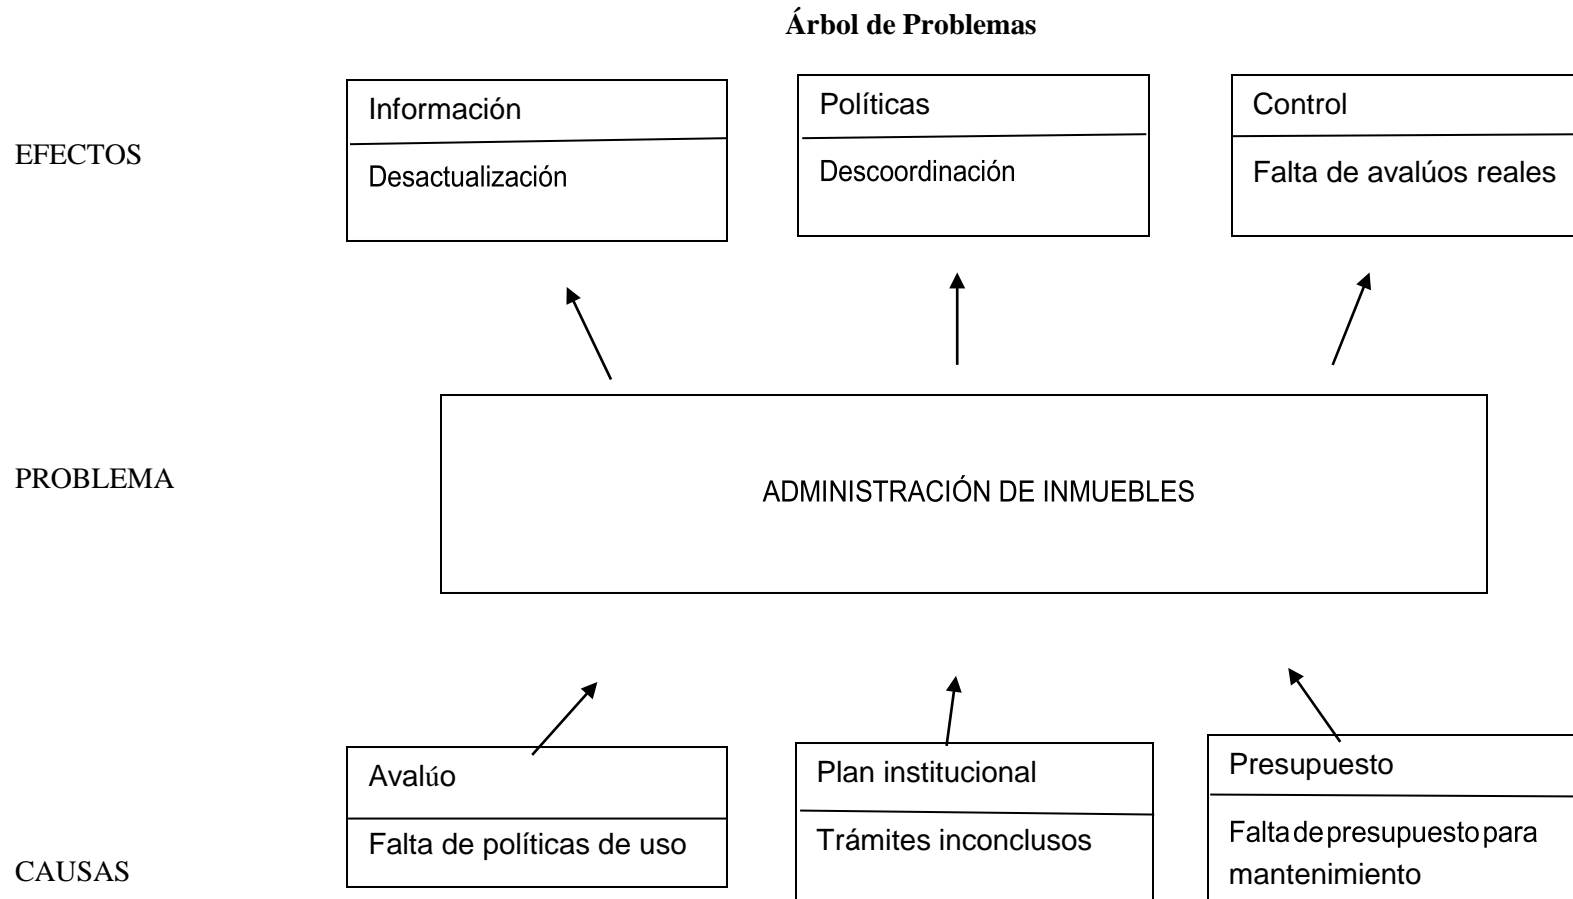 Árbol de Problemas
EFECTOS
Información
Desactualización
Políticas
Descoordinación
Control
Falta de avalúos reales
PROBLEMA
ADMINISTRACIÓN DE INMUEBLES
CAUSAS
Avalúo
Falta de políticas de uso
Plan institucional
Trámites inconclusos
Presupuesto
Falta de presupuesto para
mantenimiento